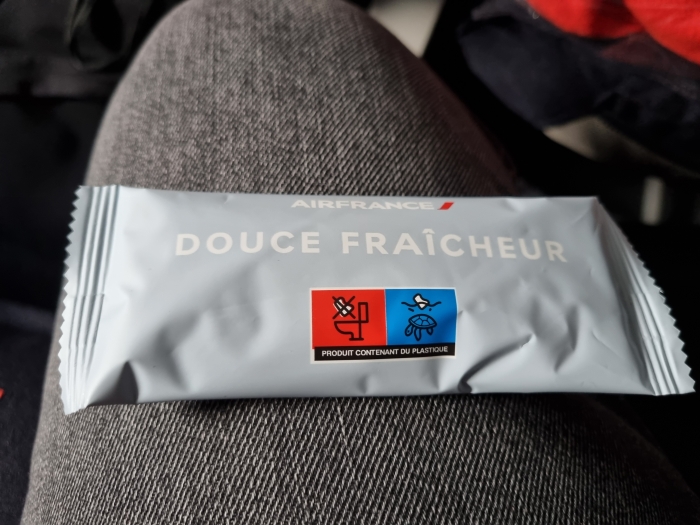 AIRFRANCE
DOUCE FRAÎCHEUR
PRODUIT CONTENANT DU PLASTIQUE